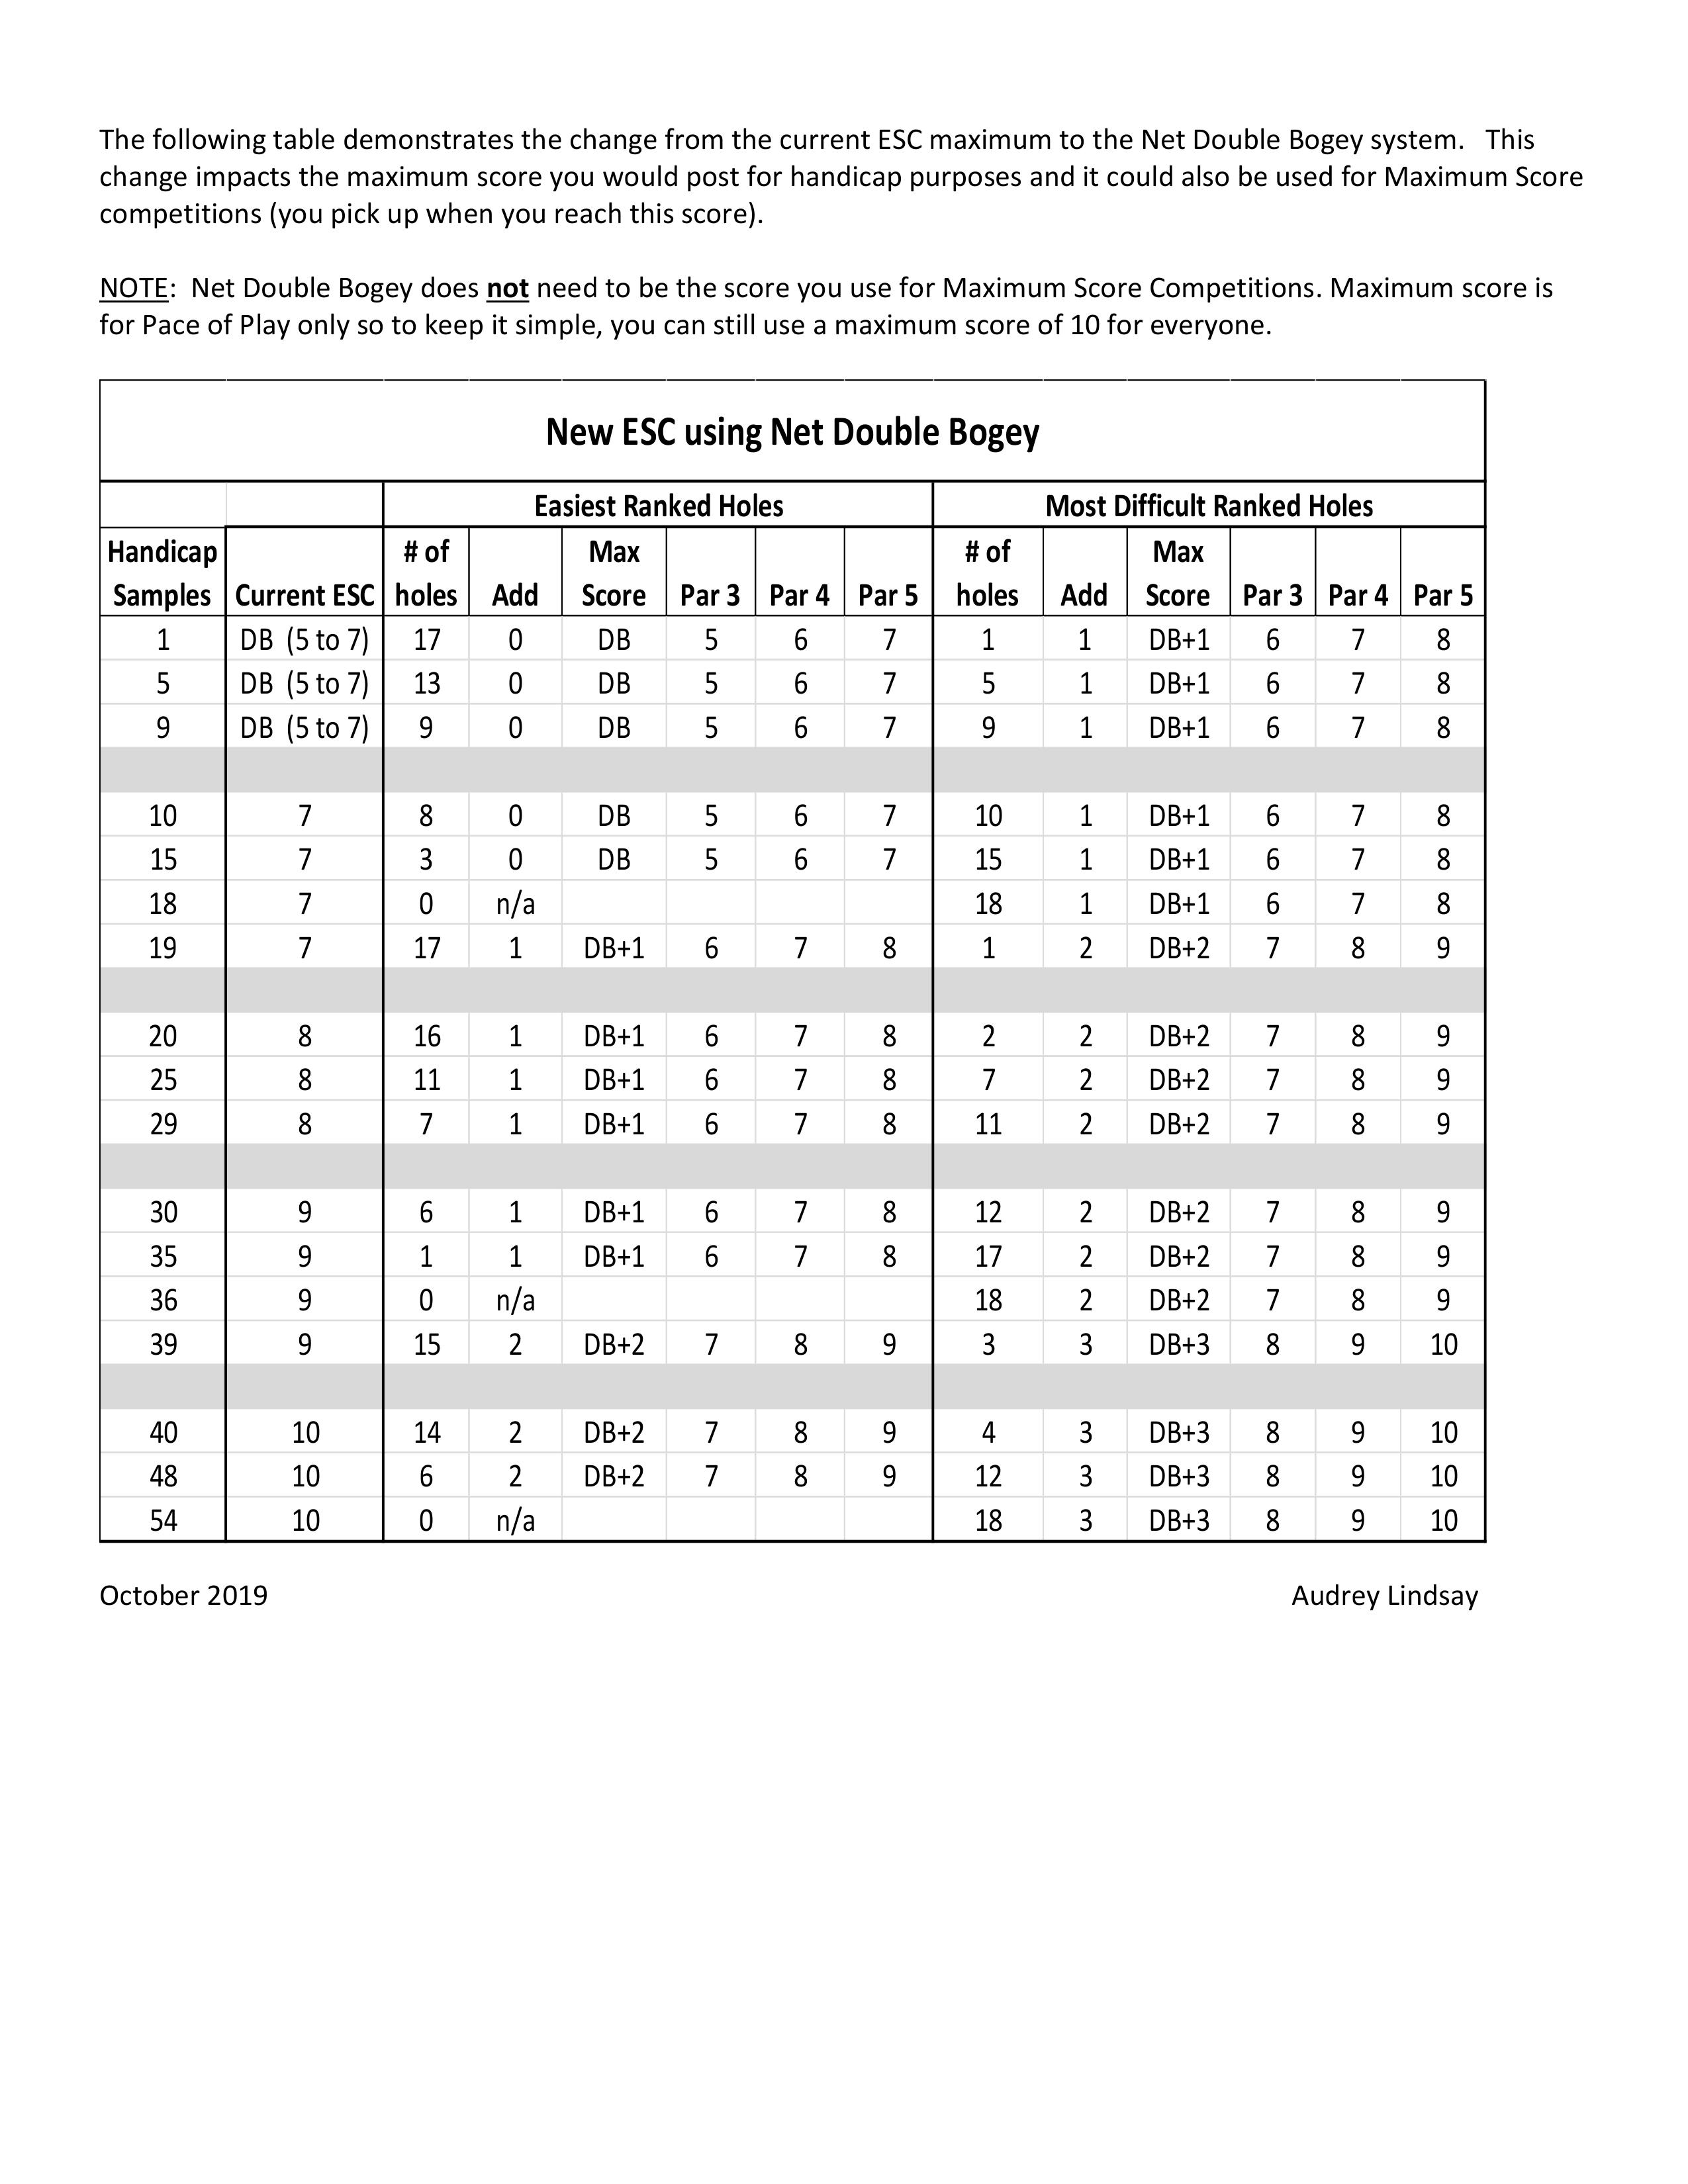 The following table demonstrates the change from the current ESC maximum to the Net Double Bogey system.   This
change impacts the maximum score you would post for handicap purposes and it could also be used for Maximum Score
competitions (you pick up when you reach this score).
NOTE:  Net Double Bogey does not need to be the score you use for Maximum Score Competitions. Maximum score is
for Pace of Play only so to keep it simple, you can still use a maximum score of 10 for everyone.
New ESC using Net Double Bogey
Easiest Ranked Holes Most Difficult Ranked Holes
Handicap # of Max # of Max
Samples Current ESC holes Add Score Par 3 Par 4 Par 5 holes Add Score Par 3 Par 4 Par 5
1 DB (5 to 7) 17 0 DB 5 6 7 1 1 DB+1 6 7 8
5 DB (5 to 7) 13 0 DB 5 6 7 5 1 DB+1 6 7 8
9 DB (5 to 7) 9 0 DB 5 6 7 9 1 DB+1 6 7 8
10 7 8 0 DB 5 6 7 10 1 DB+1 6 7 8
15 7 3 0 DB 5 6 7 15 1 DB+1 6 7 8
18 7 0 n/a 18 1 DB+1 6 7 8
19 7 17 1 DB+1 6 7 8 1 2 DB+2 7 8 9
20 8 16 1 DB+1 6 7 8 2 2 DB+2 7 8 9
25 8 11 1 DB+1 6 7 8 7 2 DB+2 7 8 9
29 8 7 1 DB+1 6 7 8 11 2 DB+2 7 8 9
30 9 6 1 DB+1 6 7 8 12 2 DB+2 7 8 9
35 9 1 1 DB+1 6 7 8 17 2 DB+2 7 8 9
36 9 0 n/a 18 2 DB+2 7 8 9
39 9 15 2 DB+2 7 8 9 3 3 DB+3 8 9 10
40 10 14 2 DB+2 7 8 9 4 3 DB+3 8 9 10
48 10 6 2 DB+2 7 8 9 12 3 DB+3 8 9 10
54 10 0 n/a 18 3 DB+3 8 9 10
October 2019 Audrey Lindsay